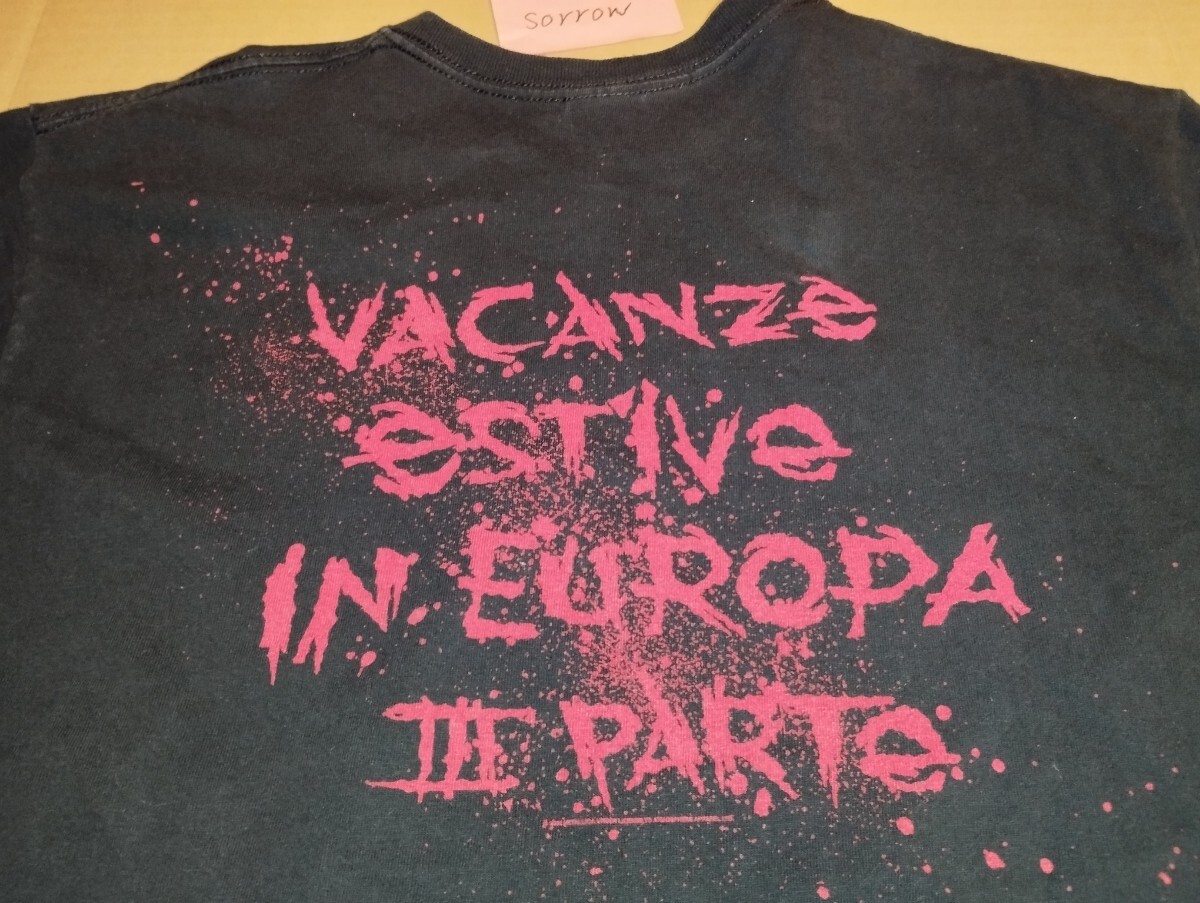 sorrow
VACANZe
eSTIVe
IN EUROPA
III PARTe